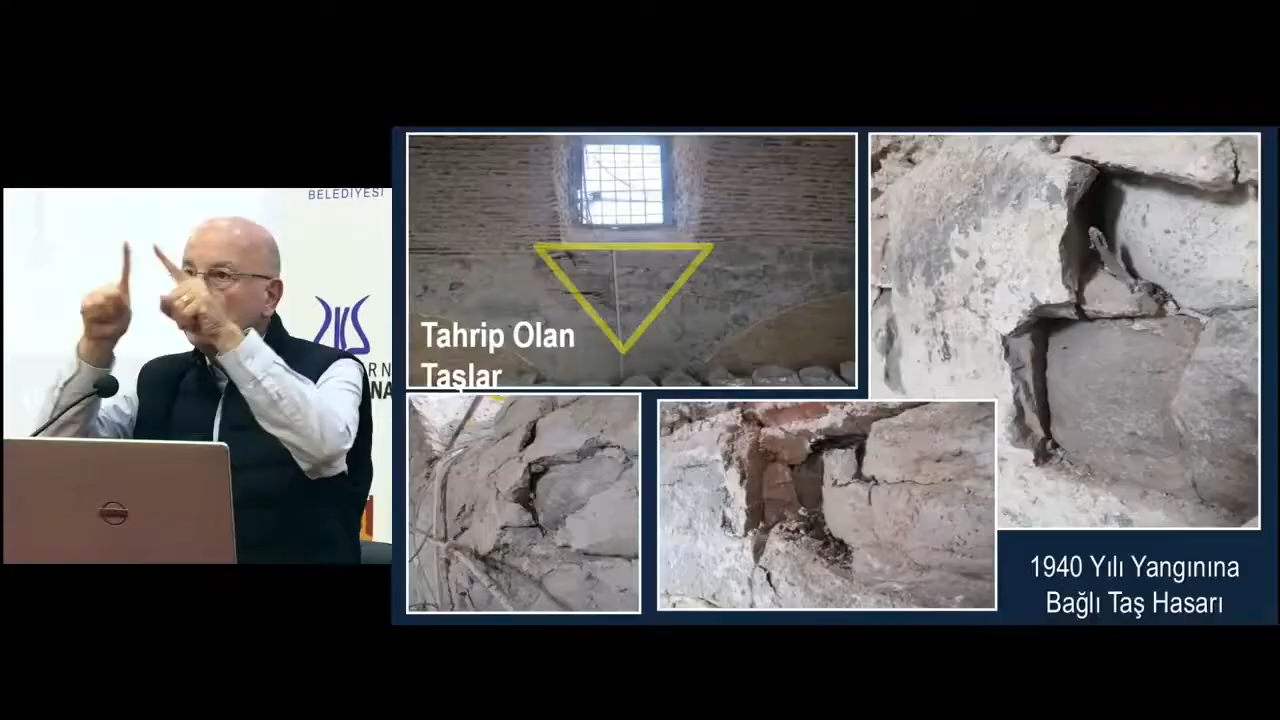 BELEDİYESİ
Tahrip Olan
Taşlar
1940 Yılı Yangınına
Bağlı Taş Hasarı